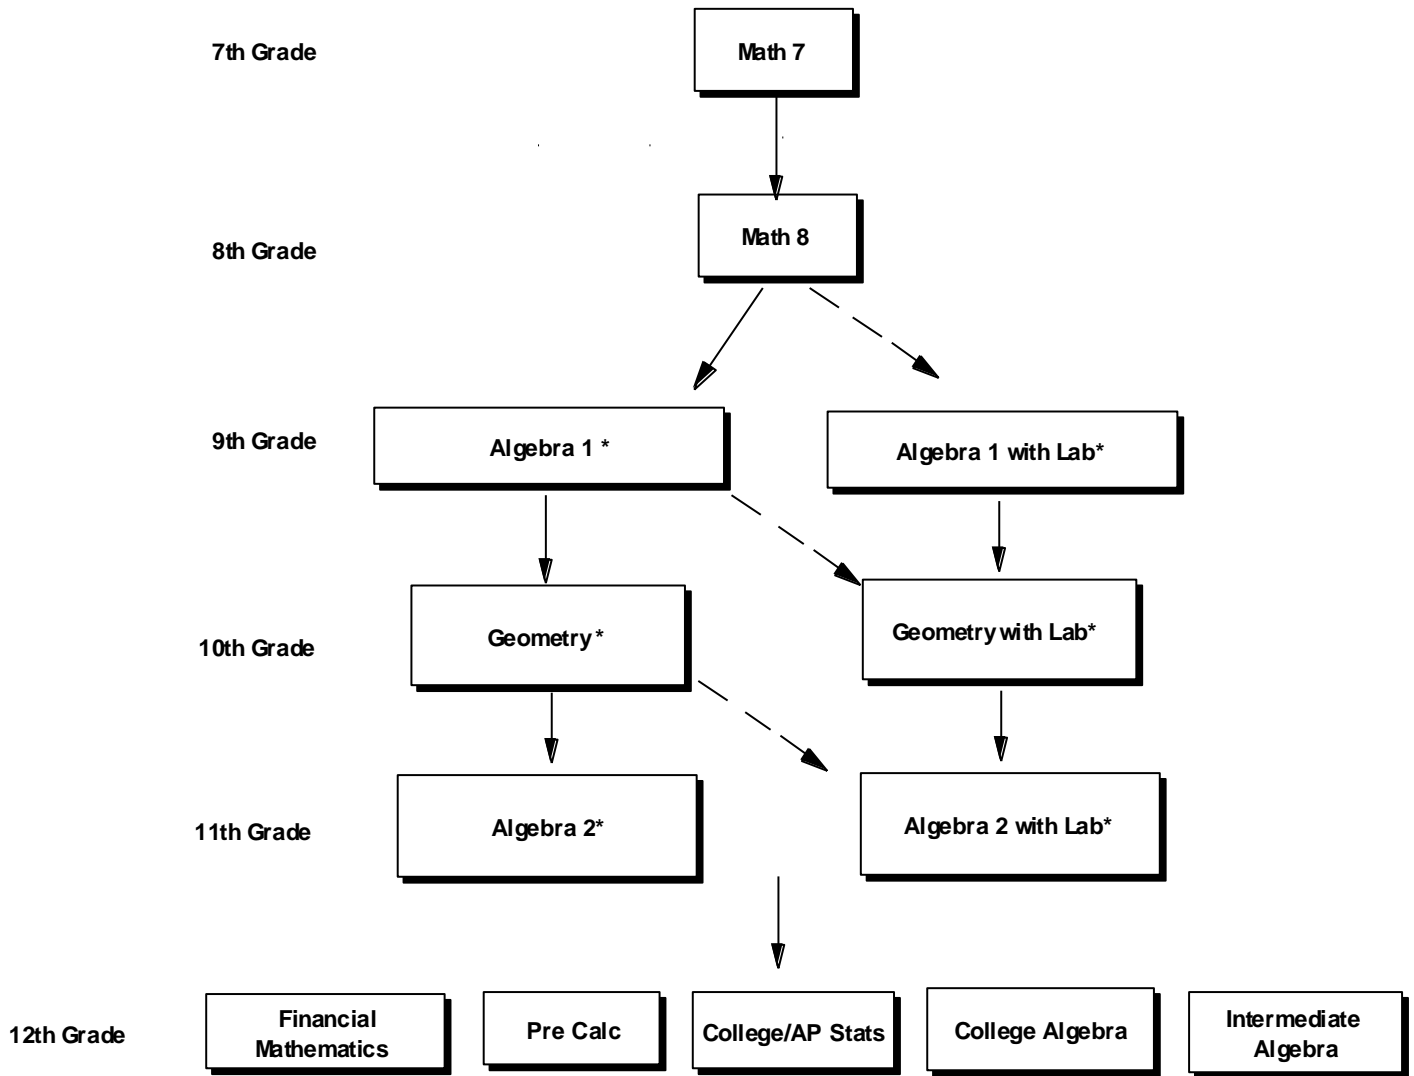 7th Grade
Math 7
8th Grade
Math 8
9th Grade
Algebra 1 *
Algebra 1 with Lab*
10th Grade
Geometry *
Geometry with Lab*
11th Grade
Algebra 2*
Algebra 2 with Lab*
12th Grade
Financial
Mathematics
Pre Calc
College/AP Stats
College Algebra
Intermediate
Algebra